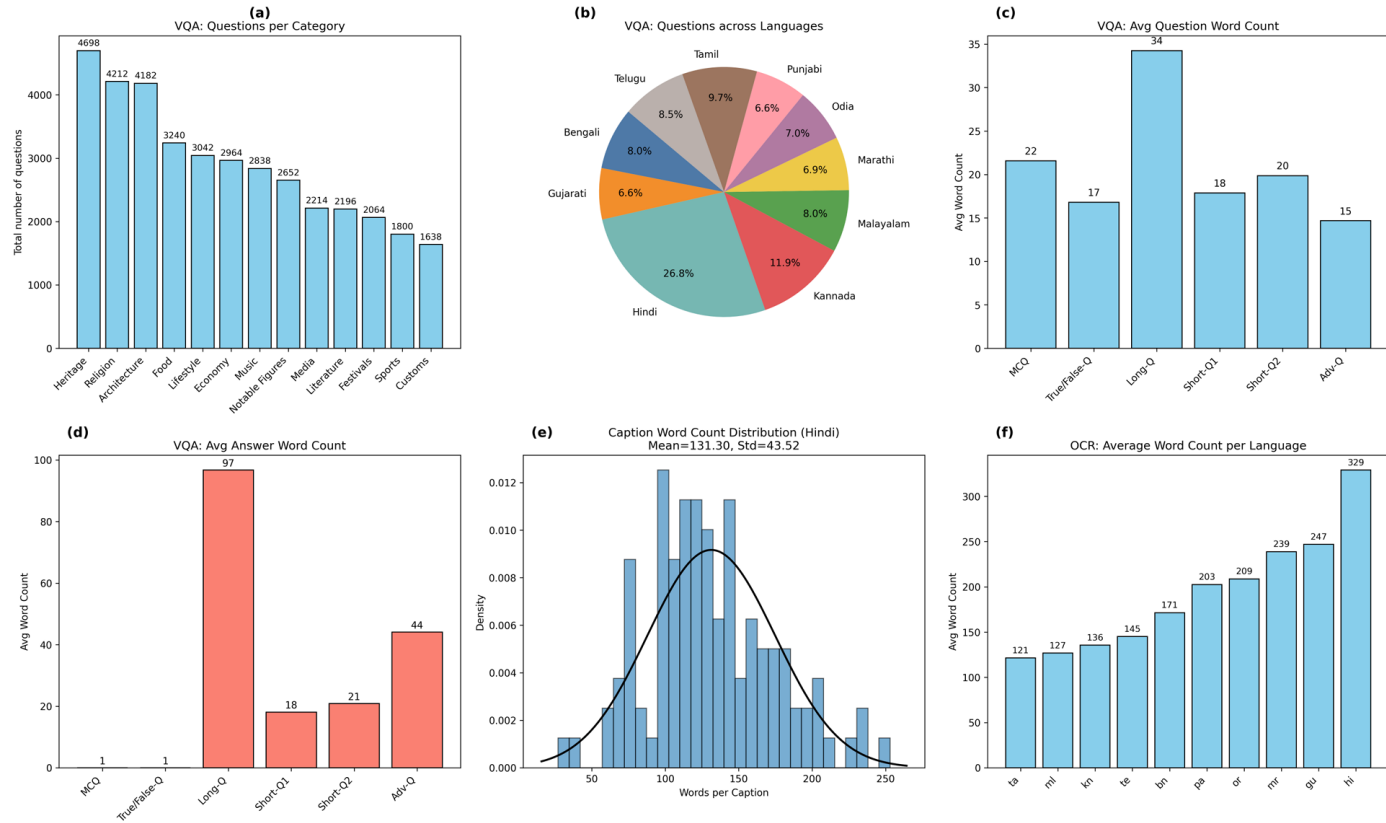 (a)
VQA: Questions per Category
Total number of questions
4000
3000
2000
1000
0
4698
4212
4182
3240
3042
2964
2838
2652
2214
2196
2064
1800
1638
Heritage
Religion
Architecture
Food
Lifestyle
Economy
Music
Notable Figures
Media
Literature
Festivals
Sports
Customs
(b)
VQA: Questions across Languages
Tamil
9.7%
Punjabi
6.6%
Odia
7.0%
Marathi
6.9%
Malayalam
8.0%
Kannada
11.9%
Hindi
26.8%
Gujarati
6.6%
Bengali
8.0%
Telugu
8.5%
(c)
VQA: Avg Question Word Count
Avg Word Count
35
30
25
20
15
10
5
0
22
17
34
18
20
15
MCQ
True/False-Q
Long-Q
Short-Q1
Short-Q2
Adv-Q
(d)
VQA: Avg Answer Word Count
Avg Word Count
100
80
60
40
20
0
1
1
97
18
21
44
MCQ
True/False-Q
Long-Q
Short-Q1
Short-Q2
Adv-Q
(e)
Caption Word Count Distribution (Hindi)
Mean=131.30, Std=43.52
Density
0.012
0.010
0.008
0.006
0.004
0.002
0.000
50
100
150
200
250
Words per Caption
(f)
OCR: Average Word Count per Language
Avg Word Count
300
250
200
150
100
50
0
121
127
136
145
171
203
209
239
247
329
ta
ml
kn
te
bn
pa
or
mr
gu
hi